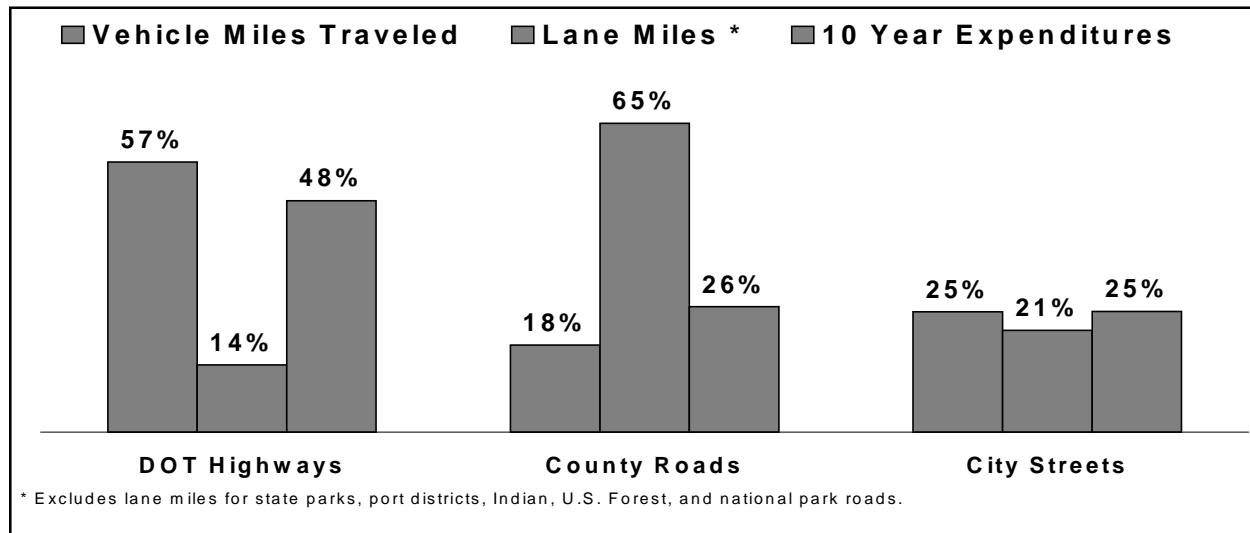 Vehicle Miles Traveled Lane Miles * 10 Year Expenditures
65%
57%
48%
26%
25% 25%
21%
18%
14%
DOT Highways County Roads City Streets
* Excludes lane miles for state parks, port districts, Indian, U.S. Forest, and national park roads.